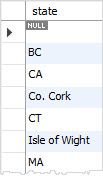 state
NULL
BC
CA
Co. Cork
CT
Isle of Wight
MA